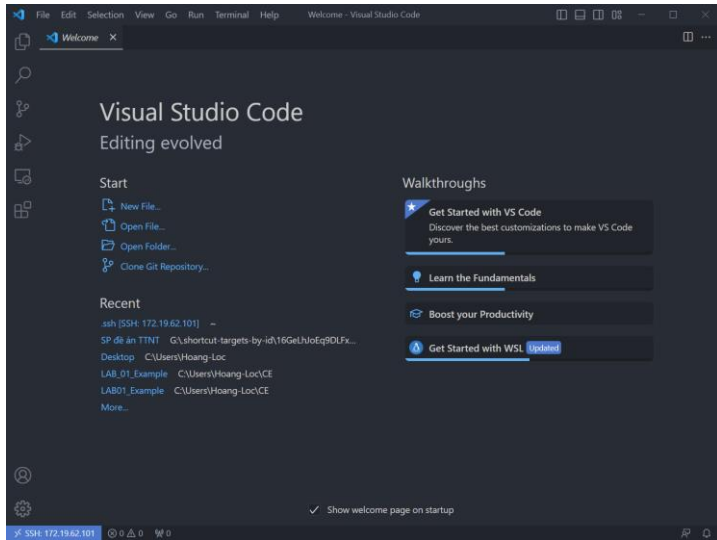 File Edit Selection View Go Run Terminal Help Welcome - Visual Studio Code
Welcome
Visual Studio Code
Editing evolved
Start
New File...
Open File...
Open Folder...
Clone Git Repository...
Recent
.ssh [SSH: 172.19.62.101] ~
SP đề án TTNT G:\.shortcut-targets-by-id\16GeLhJoEq9DLFx...
Desktop C:\Users\Hoang-Loc
LAB_01_Example C:\Users\Hoang-Loc\CE
LAB01_Example C:\Users\Hoang-Loc\CE
More...
Walkthroughs
Get Started with VS Code
Discover the best customizations to make VS Code
yours.
Learn the Fundamentals
Boost your Productivity
Get Started with WSL Updated
Show welcome page on startup
SSH: 172.19.62.101 0 0 0